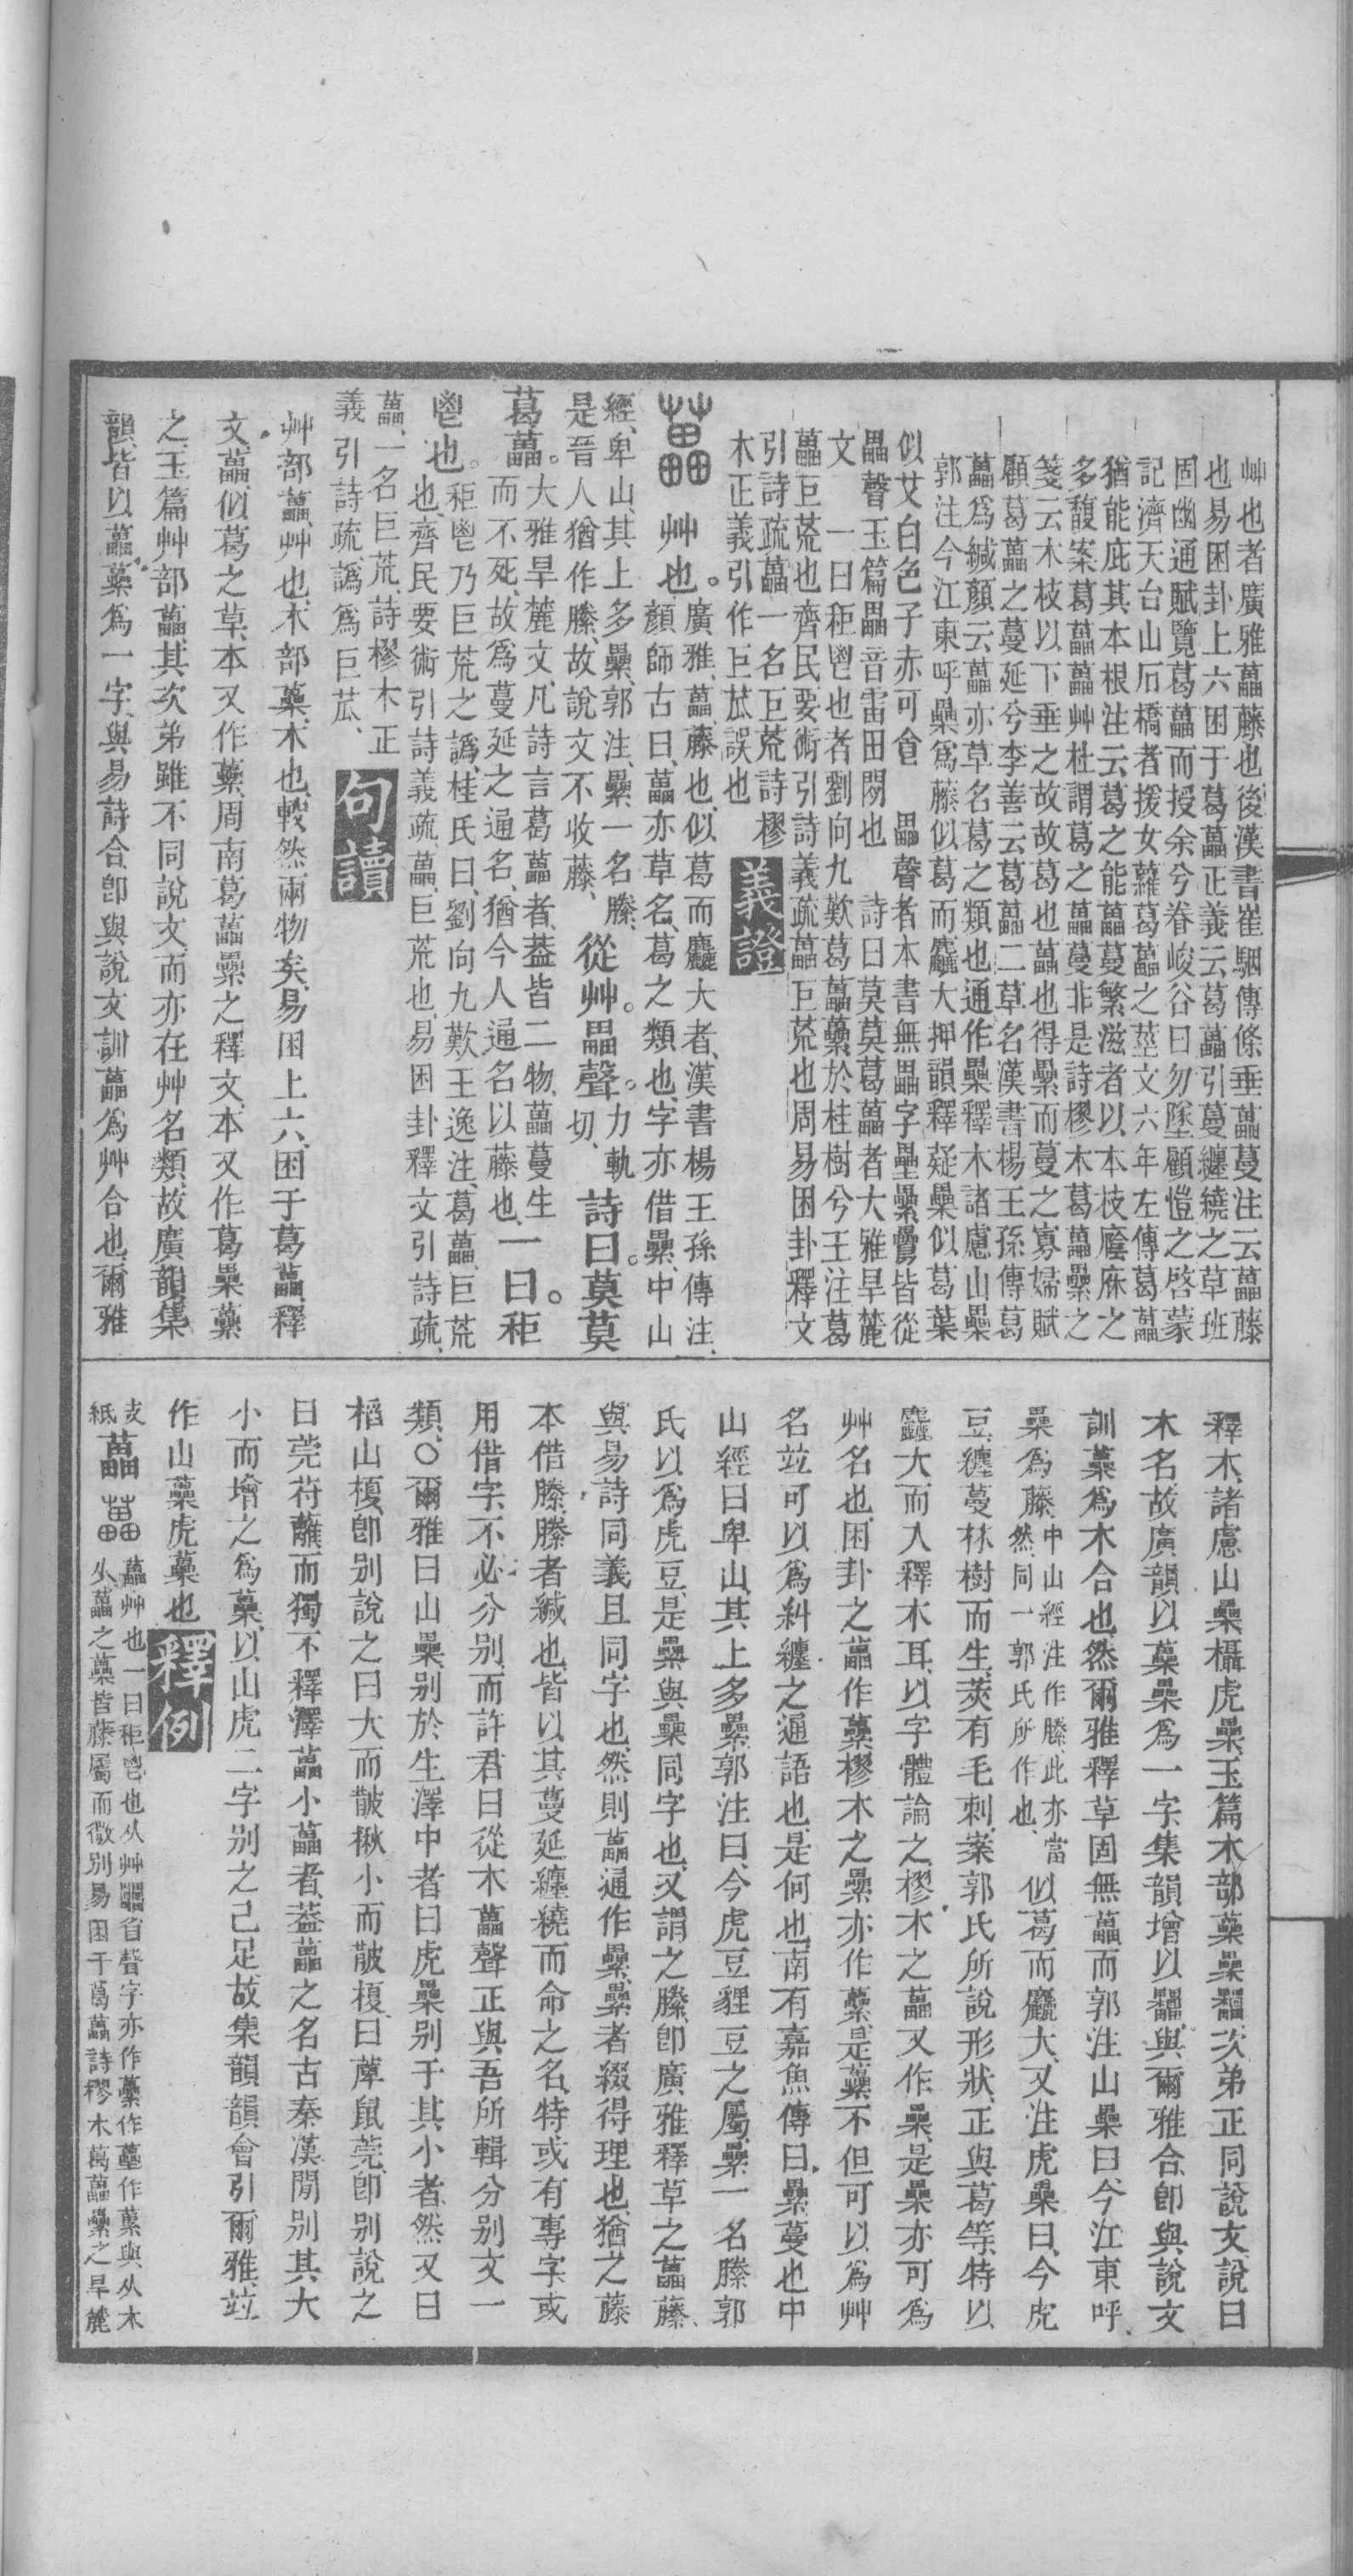 艸也者廣雅藟藤也後漢書崔駰傳條垂藟蔓注云藟藤
也易困卦上六困于葛藟正義云葛藟引蔓纏繞之草班
固幽通賦覽葛藟而授余兮眷峻谷曰勿墜顧愷之啓蒙
記濟天台山石橋者援女蘿葛藟之莖文六年左傳葛藟
猶能庇其本根注云葛之能藟蔓繁滋者以本枝廕庥之
多馥案葛藟藟艸杜謂葛之藟蔓非是詩樛木葛藟纍之
箋云木枝以下垂之故故葛也藟也得纍而蔓之寡婦賦
顧葛藟之蔓延兮李善云葛藟二草名漢書楊王孫傳葛
藟爲緘顏云藟亦草名葛之類也通作櫐釋木諸慮山櫐
郭注今江東呼櫐爲藤似葛而麤大押韻釋疑櫐似葛葉
似艾白色子赤可食　畾聲者本書無畾字壘纍讄皆從
畾聲玉篇畾音雷田閒也　詩曰莫莫葛藟者大雅旱麓
文　一曰秬鬯也者劉向九歎葛藟虆於桂樹兮王注葛
藟巨荒也齊民要術引詩義疏藟巨荒也周易困卦釋文
引詩疏藟一名巨荒詩樛
木正義引作巨苽誤也
義證
藟 艸也。廣雅、藟、藤也、似葛而麤大者、漢書楊王孫傳注、
顏師古曰、藟亦草名、葛之類也、字亦借櫐、中山
經、卑山、其上多櫐、郭注、櫐一名縢、
是晉人猶作縢、故說文不收藤、從艸。畾聲。力軌切、詩曰。莫莫
葛藟。大雅旱麓文、凡詩言葛藟者、葢皆二物、藟蔓生
而不死、故爲蔓延之通名、猶今人通名以藤也、一曰。秬
鬯也。秬鬯乃巨荒之譌、桂氏曰、劉向九歎王逸注、葛藟、巨荒
也、齊民要術引詩義疏、藟、巨荒也、易困卦釋文引詩疏、
藟、一名巨荒、詩樛木正
義引詩疏譌爲巨苽、
句讀
艸部藟、艸也、木部虆、木也、較然兩物矣、易困上六、困于葛藟、釋
文、藟、似葛之草、本又作虆、周南葛藟纍之釋文、本又作葛櫐虆
之、玉篇艸部藟、其次弟雖不同說文、而亦在艸名類、故廣韻集
韻、皆以藟虆爲一字、與易詩合、卽與說文訓藟爲艸合也、爾雅
釋木、諸慮山櫐、欇虎櫐、玉篇木部、次弟正同說文、說曰
木名、故廣韻以櫐爲一字、集韻增以、與爾雅合、卽與說文
訓爲木合也、然爾雅釋草固無藟、而郭注山櫐曰、今江東呼
櫐爲藤、中山經注作縢、此亦當
然、同一郭氏所作也、似葛而麤大、又注虎櫐曰、今虎
豆、纏蔓林樹而生、莢有毛刺、案郭氏所說形狀、正與葛等、特以
麤大而入釋木耳、以字體論之、樛木之藟又作櫐、是櫐亦可爲
艸名也、困卦之藟作虆、樛木之纍亦作虆、是虆不但可以爲艸
名、竝可以爲糾纏之通語也、是何也、南有嘉魚傳曰、纍蔓也、中
山經曰、卑山、其上多櫐、郭注曰、今虎豆貍豆之屬、櫐一名縢、郭
氏以爲虎豆、是櫐與櫐同字也、又謂之縢、卽廣雅釋草之藟、藤、
與易詩同義、且同字也、然則藟通作纍、纍者綴得理也、猶之藤
本借縢、縢者緘也、皆以其蔓延纏繞而命之名、特或有專字、或
用借字、不必分別、而許君曰、從木藟聲、正與吾所輯分別文一
類、○爾雅曰山櫐、別於生澤中者、曰虎櫐、別于其小者、然又曰
槄山榎、卽別說之曰、大而皵楸、小而皵榎、曰萆鼠莞、卽別說之
曰莞苻蘺、而獨不釋澤藟小藟者、葢藟之名古、秦漢閒別其大
小而增之爲虆、以山虎二字別之已足、故集韻韻會引爾雅、竝
作山虆虎虆也
釋例
支
紙
藟 藟艸也一曰秬鬯也从艸畾省聲字亦作虆作壘作虆與从木
从藟之虆皆藤屬而微別易困于葛藟詩樛木葛藟纍之旱麓